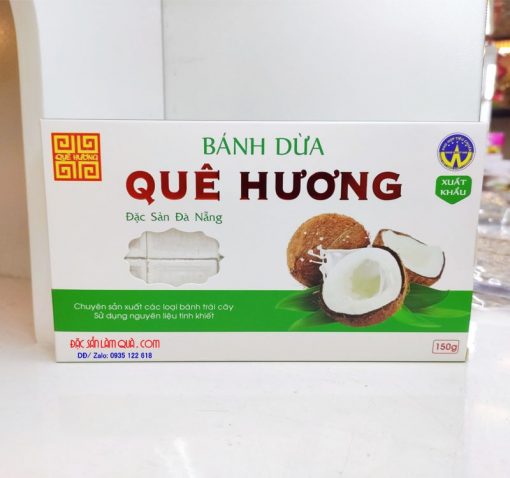 QUÊ HƯƠNG
BÁNH DỪA
QUÊ HƯƠNG
Đặc Sản Đà Nẵng
XUẤT
KHẨU
Chuyên sản xuất các loại bánh trái cây
Sử dụng nguyên liệu tinh khiết
150g
ĐẶC SẢN LÀM QUÀ.COM
DĐ/ Zalo: 0935 122 618